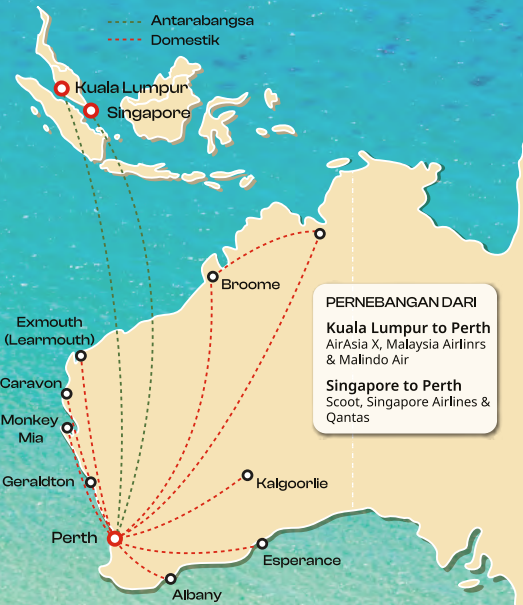 Antarabangsa
Domestik
Kuala Lumpur
Singapore
Broome
Exmouth
(Learmouth)
Caravon
Monkey
Mia
Geraldton
Perth
Kalgoorlie
Esperance
Albany
PERNEBANGAN DARI
Kuala Lumpur to Perth
AirAsia X, Malaysia Airlinrs
& Malindo Air
Singapore to Perth
Scoot, Singapore Airlines &
Qantas